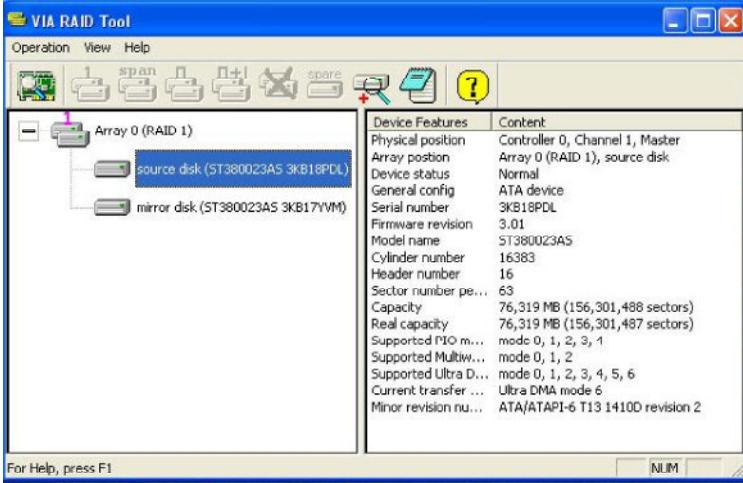 VIA RAID Tool
Operation View Help
1 span Π Π+1 spare ?
1
Array 0 (RAID 1)
source disk (ST380023AS 3KB18PDL)
mirror disk (ST380023AS 3KB17YVM)
Device Features Content
Physical position Controller 0, Channel 1, Master
Array postion Array 0 (RAID 1), source disk
Device status Normal
General config ATA device
Serial number 3KB18PDL
Firmware revision 3.01
Model name ST380023AS
Cylinder number 16383
Header number 16
Sector number pe... 63
Capacity 76,319 MB (156,301,488 sectors)
Real capacity 76,319 MB (156,301,487 sectors)
Supported PIO m... mode 0, 1, 2, 3, 4
Supported Multiw... mode 0, 1, 2
Supported Ultra D... mode 0, 1, 2, 3, 4, 5, 6
Current transfer ... Ultra DMA mode 6
Minor revision nu... ATA/ATAPI-6 T13 1410D revision 2
For Help, press F1
NUM